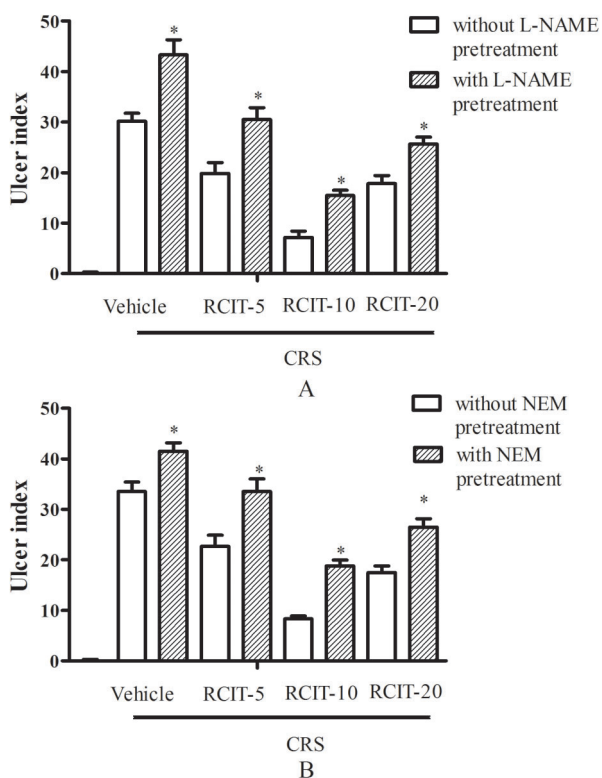 50
40
30
20
10
0
Ulcer index
*
*
*
*
without L-NAME
pretreatment
with L-NAME
pretreatment
Vehicle RCIT-5 RCIT-10 RCIT-20
CRS
A
50
40
30
20
10
0
Ulcer index
*
*
*
*
without NEM
pretreatment
with NEM
pretreatment
Vehicle RCIT-5 RCIT-10 RCIT-20
CRS
B